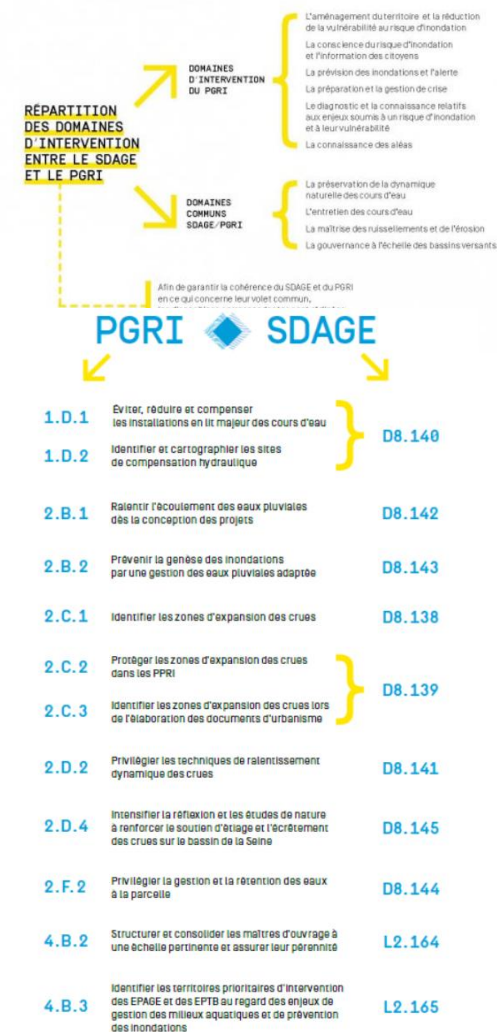 RÉPARTITION
DES DOMAINES
D'INTERVENTION
ENTRE LE SDAGE
ET LE PGRI
DOMAINES
D'INTERVENTION
DU PGRI
L'aménagement du territoire et la réduction
de la vulnérabilité au risque d'inondation
La conscience du risque d'inondation
et l'information des citoyens
La prévision des inondations et l'alerte
La préparation et la gestion de crise
Le diagnostic et la connaissance relatifs
aux enjeux soumis à un risque d'inondation
et à leur vulnérabilité
La connaissance des aléas
DOMAINES
COMMUNS
SDAGE/PGRI
La préservation de la dynamique
naturelle des cours d'eau
L'entretien des cours d'eau
La maîtrise des ruissellements et de l'érosion
La gouvernance à l'échelle des bassins versants
Afin de garantir la cohérence du SDAGE et du PGRI
en ce qui concerne leur volet commun,
PGRI SDAGE
1.D.1 Éviter, réduire et compenser
les installations en lit majeur des cours d'eau
D8.140
1.D.2 Identifier et cartographier les sites
de compensation hydraulique
2.B.1 Ralentir l'écoulement des eaux pluviales
dès la conception des projets
D8.142
2.B.2 Prévenir la genèse des inondations
par une gestion des eaux pluviales adaptée
D8.143
2.C.1 Identifier les zones d'expansion des crues D8.138
2.C.2 Protéger les zones d'expansion des crues
dans les PPRI
D8.139
2.C.3 Identifier les zones d'expansion des crues lors
de l'élaboration des documents d'urbanisme
2.D.2 Privilégier les techniques de ralentissement
dynamique des crues
D8.141
2.D.4 Intensifier la réflexion et les études de nature
à renforcer le soutien d'étiage et l'écrêtement
des crues sur le bassin de la Seine
D8.145
2.F.2 Privilégier la gestion et la rétention des eaux
à la parcelle
D8.144
4.B.2 Structurer et consolider les maîtres d'ouvrage à
une échelle pertinente et assurer leur pérennité
L2.164
4.B.3 Identifier les territoires prioritaires d'intervention
des EPAGE et des EPTB au regard des enjeux de
gestion des milieux aquatiques et de prévention
des inondations
L2.165